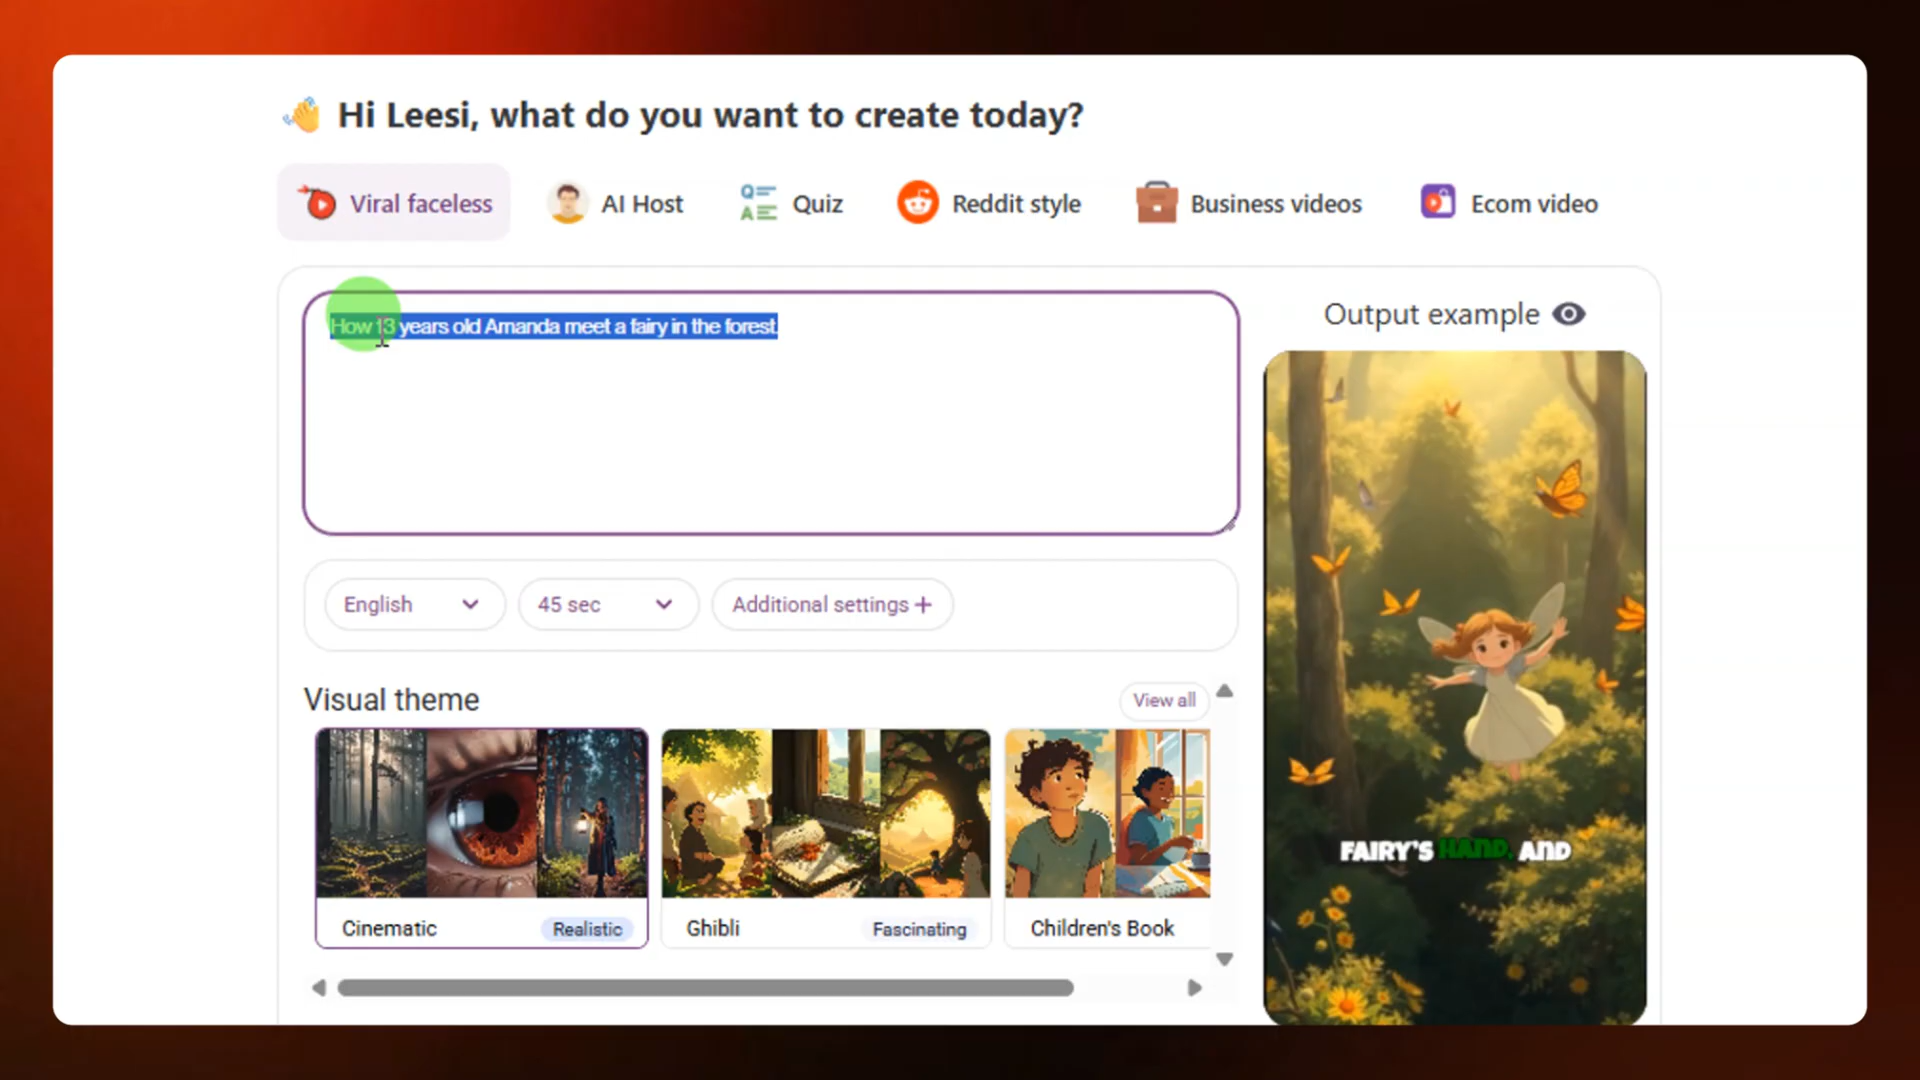 Hi Leesi, what do you want to create today?
Viral faceless
AI Host
Quiz
Reddit style
Business videos
Ecom video
How 13 years old Amanda meet a fairy in the forest.
Output example
English
45 sec
Additional settings +
Visual theme
View all
Cinematic
Realistic
Ghibli
Fascinating
Children's Book
FAIRY'S HAND, AND